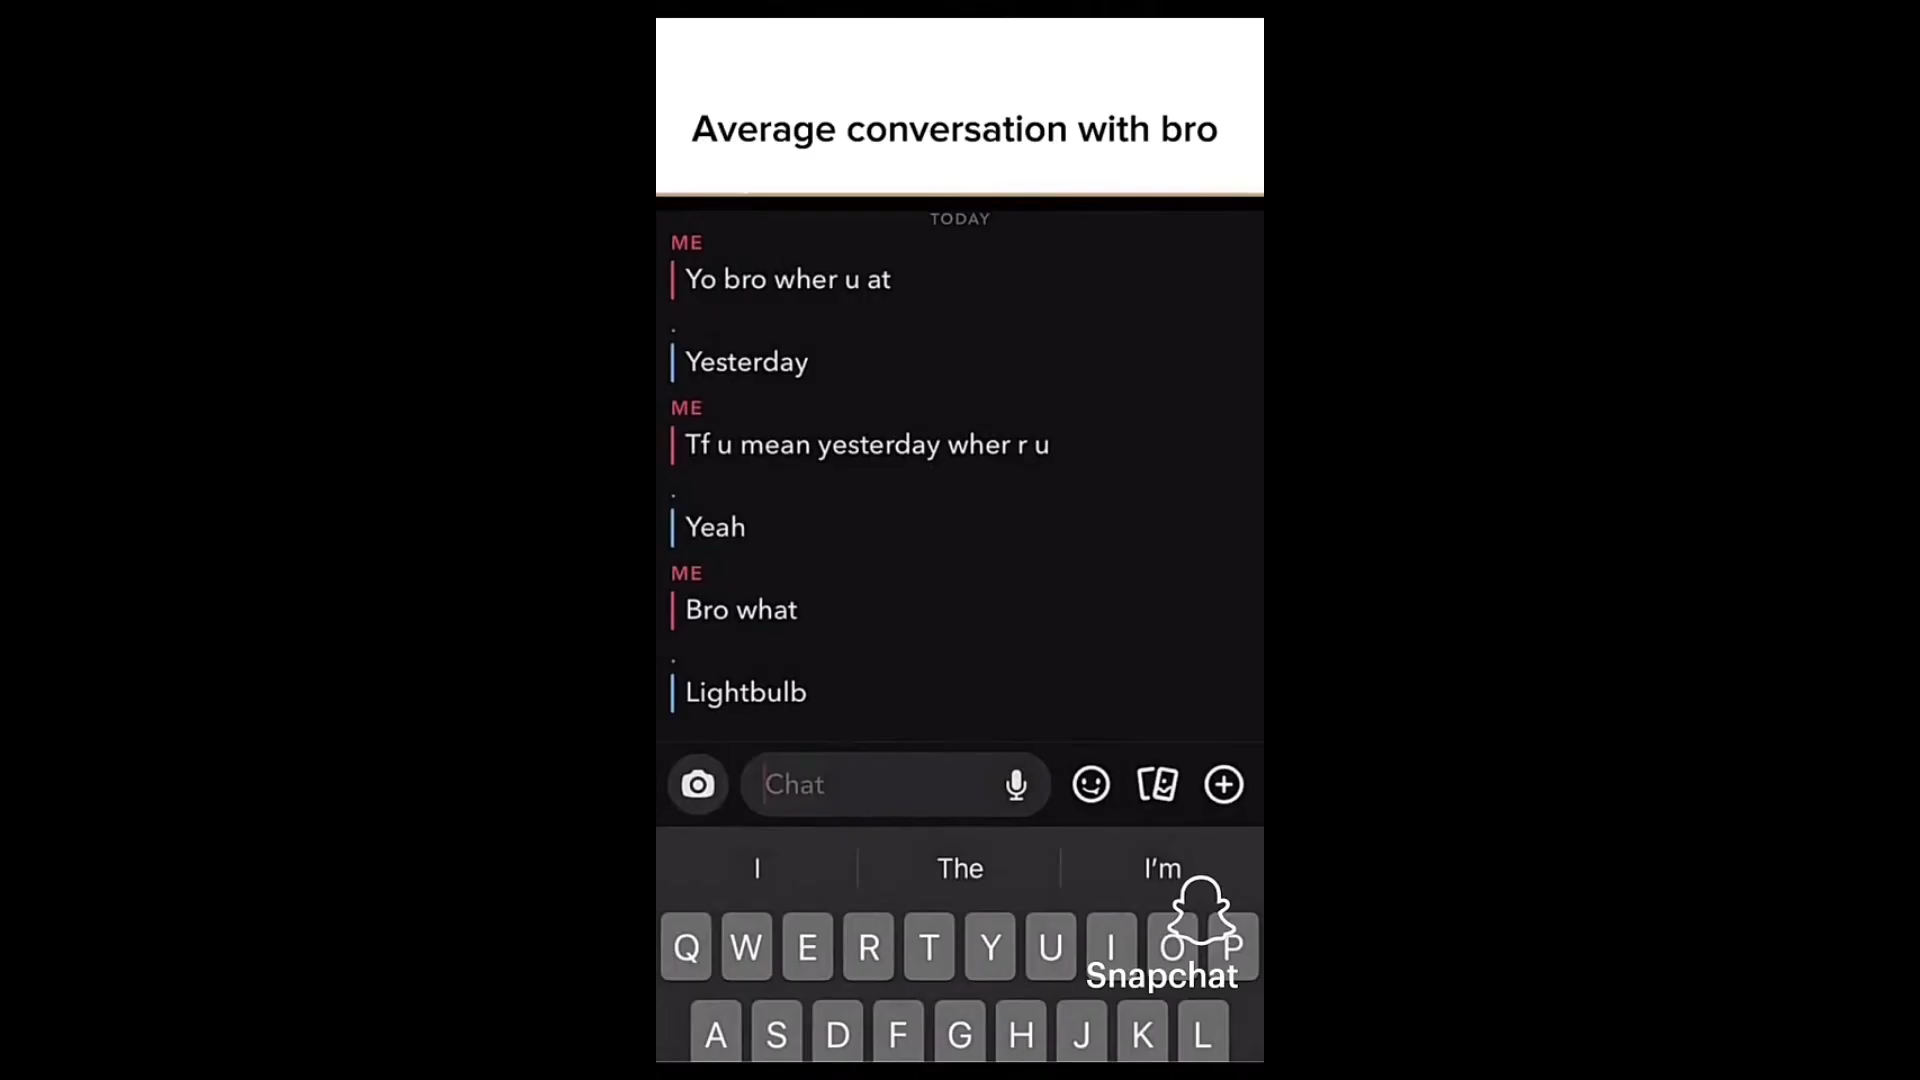 Average conversation with bro
TODAY
ME
Yo bro wher u at
.
Yesterday
ME
Tf u mean yesterday wher r u
.
Yeah
ME
Bro what
.
Lightbulb
Chat
I The I'm
Q W E R T Y U I O P
Snapchat
A S D F G H J K L